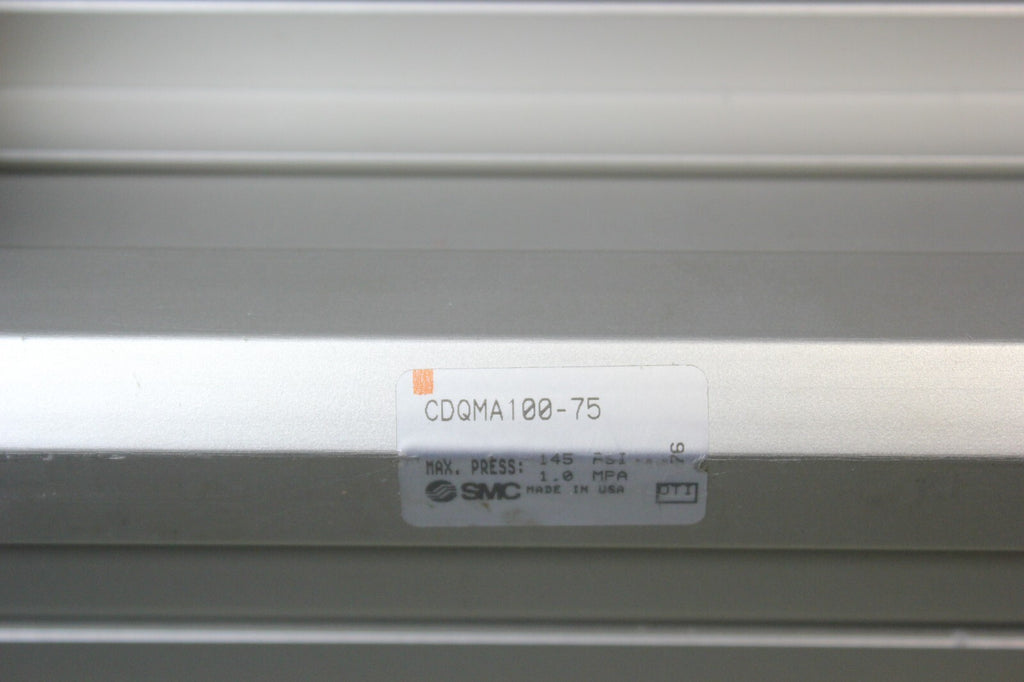 CDQMA100-75
MAX. PRESS: 145 PSI
1.0 MPA
SMC MADE IN USA